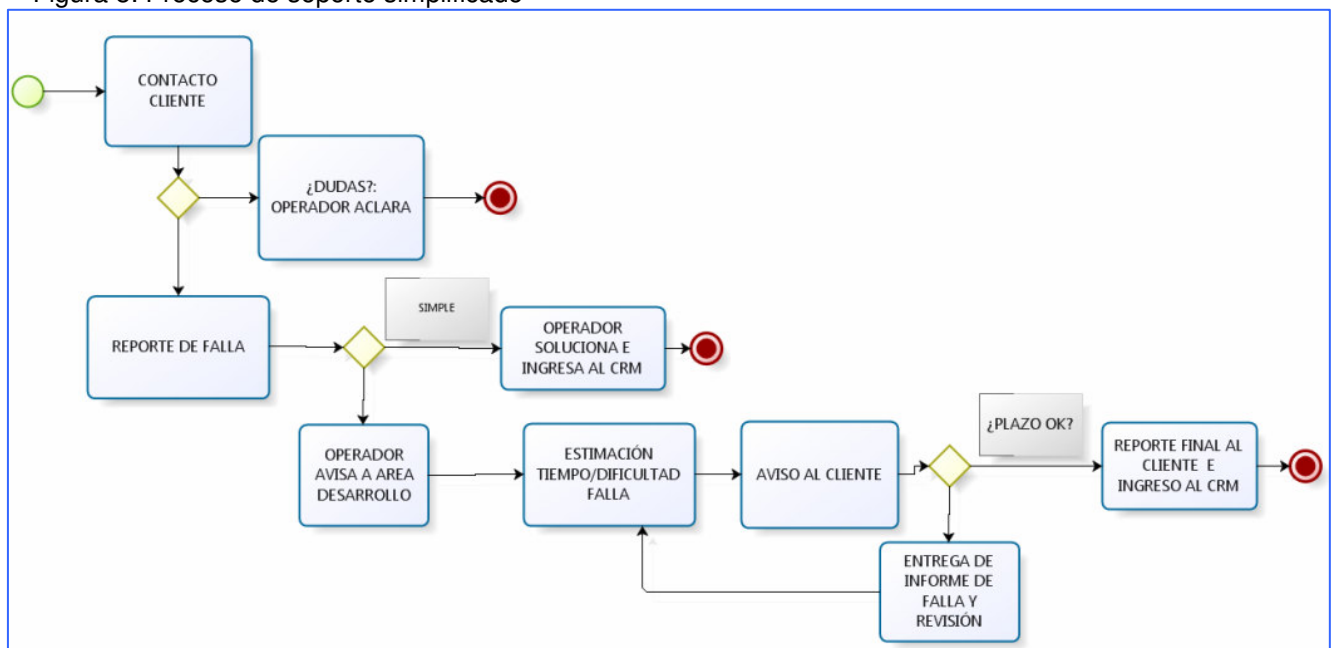 CONTACTO
CLIENTE
¿DUDAS?:
OPERADOR ACLARA
REPORTE DE FALLA
SIMPLE
OPERADOR
SOLUCIONA E
INGRESA AL CRM
OPERADOR
AVISA A AREA
DESARROLLO
ESTIMACIÓN
TIEMPO/DIFICULTAD
FALLA
AVISO AL CLIENTE
¿PLAZO OK?
REPORTE FINAL AL
CLIENTE E
INGRESO AL CRM
ENTREGA DE
INFORME DE
FALLA Y
REVISIÓN